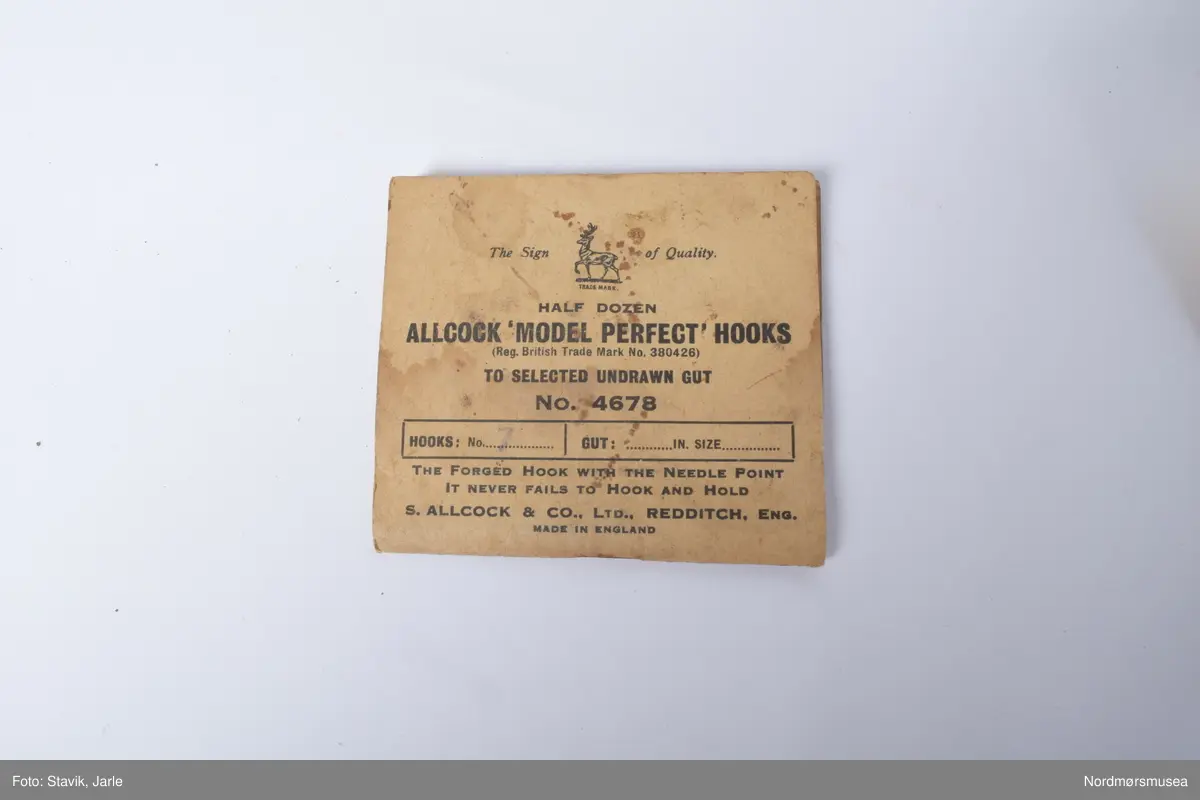 The Sign of Quality.
TRADE MARK.
HALF DOZEN
ALLCOCK 'MODEL PERFECT' HOOKS
(Reg. British Trade Mark No. 380426)
TO SELECTED UNDRAWN GUT
No. 4678
HOOKS: No................... GUT: ............IN. SIZE...............
THE FORGED HOOK WITH THE NEEDLE POINT
IT NEVER FAILS TO HOOK AND HOLD
S. ALLCOCK & CO., LTD., REDDITCH, ENG.
MADE IN ENGLAND
Foto: Stavik, Jarle
Nordmørsmusea